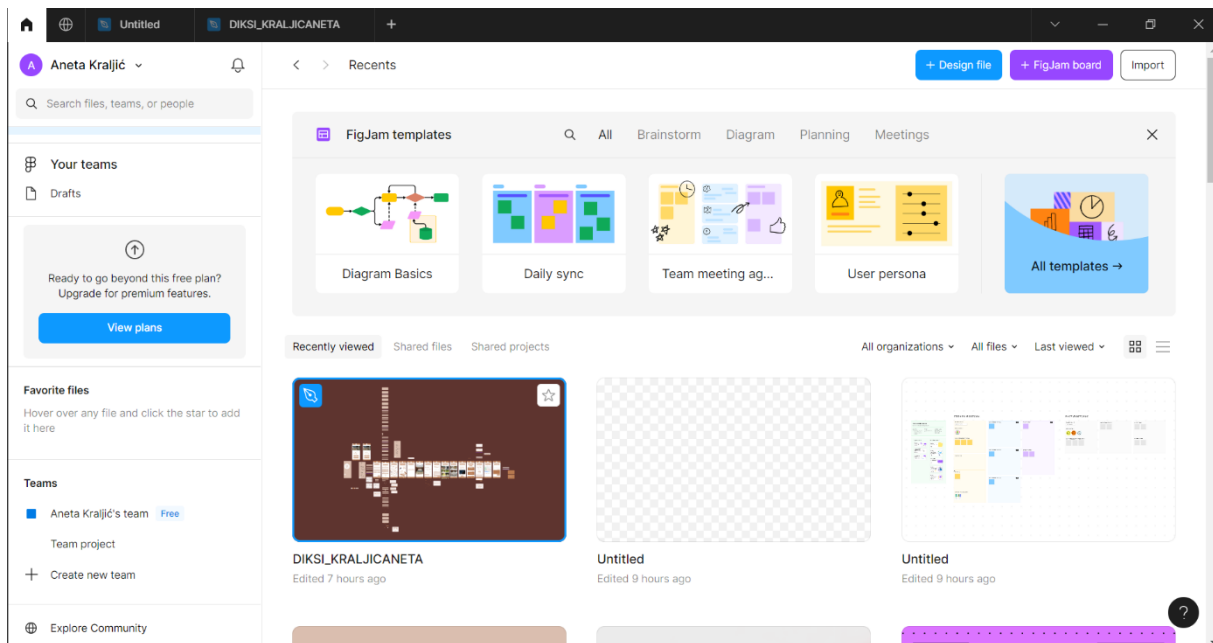 Untitled
DIKSI_KRALJICANETA
Aneta Kraljić
A
Search files, teams, or people
Your teams
Drafts
Ready to go beyond this free plan?
Upgrade for premium features.
View plans
Favorite files
Hover over any file and click the star to add
it here
Teams
Aneta Kraljić's team Free
Team project
Create new team
Explore Community
Recents
+ Design file
+ FigJam board
Import
FigJam templates
All Brainstorm Diagram Planning Meetings
Diagram Basics
Daily sync
Team meeting ag...
User persona
All templates →
Recently viewed Shared files Shared projects
All organizations All files Last viewed
DIKSI_KRALJICANETA
Edited 7 hours ago
Untitled
Edited 9 hours ago
Untitled
Edited 9 hours ago
?